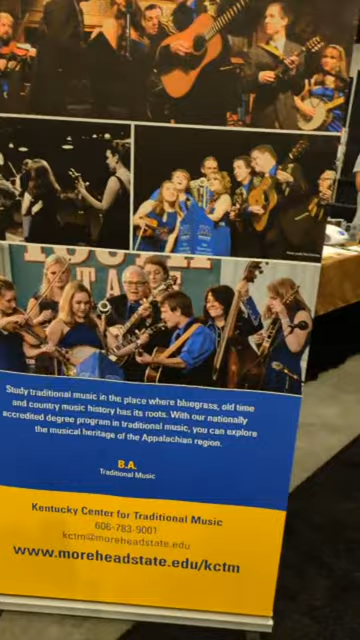 YOUTH
STAGE
Study traditional music in the place where bluegrass, old time
and country music history has its roots. With our nationally
accredited degree program in traditional music, you can explore
the musical heritage of the Appalachian region.
B.A.
Traditional Music
Kentucky Center for Traditional Music
606-783-9001
kctm@moreheadstate.edu
www.moreheadstate.edu/kctm